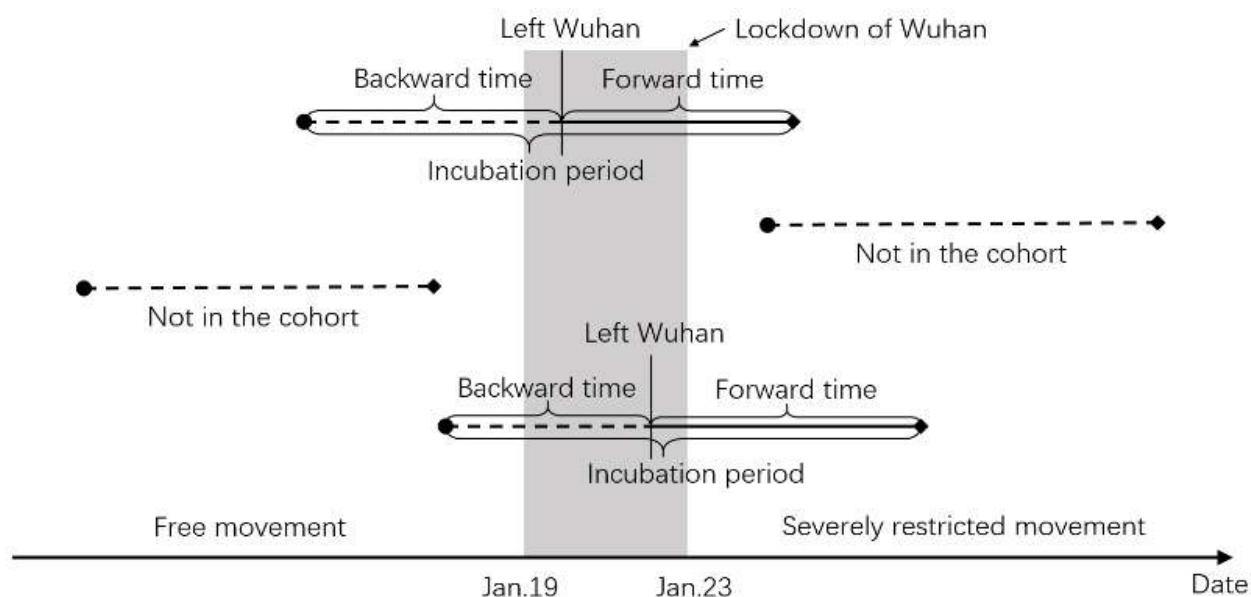 Left Wuhan
Lockdown of Wuhan
Backward time
Forward time
Incubation period
Not in the cohort
Not in the cohort
Left Wuhan
Backward time
Forward time
Incubation period
Free movement
Severely restricted movement
Jan.19
Jan.23
Date